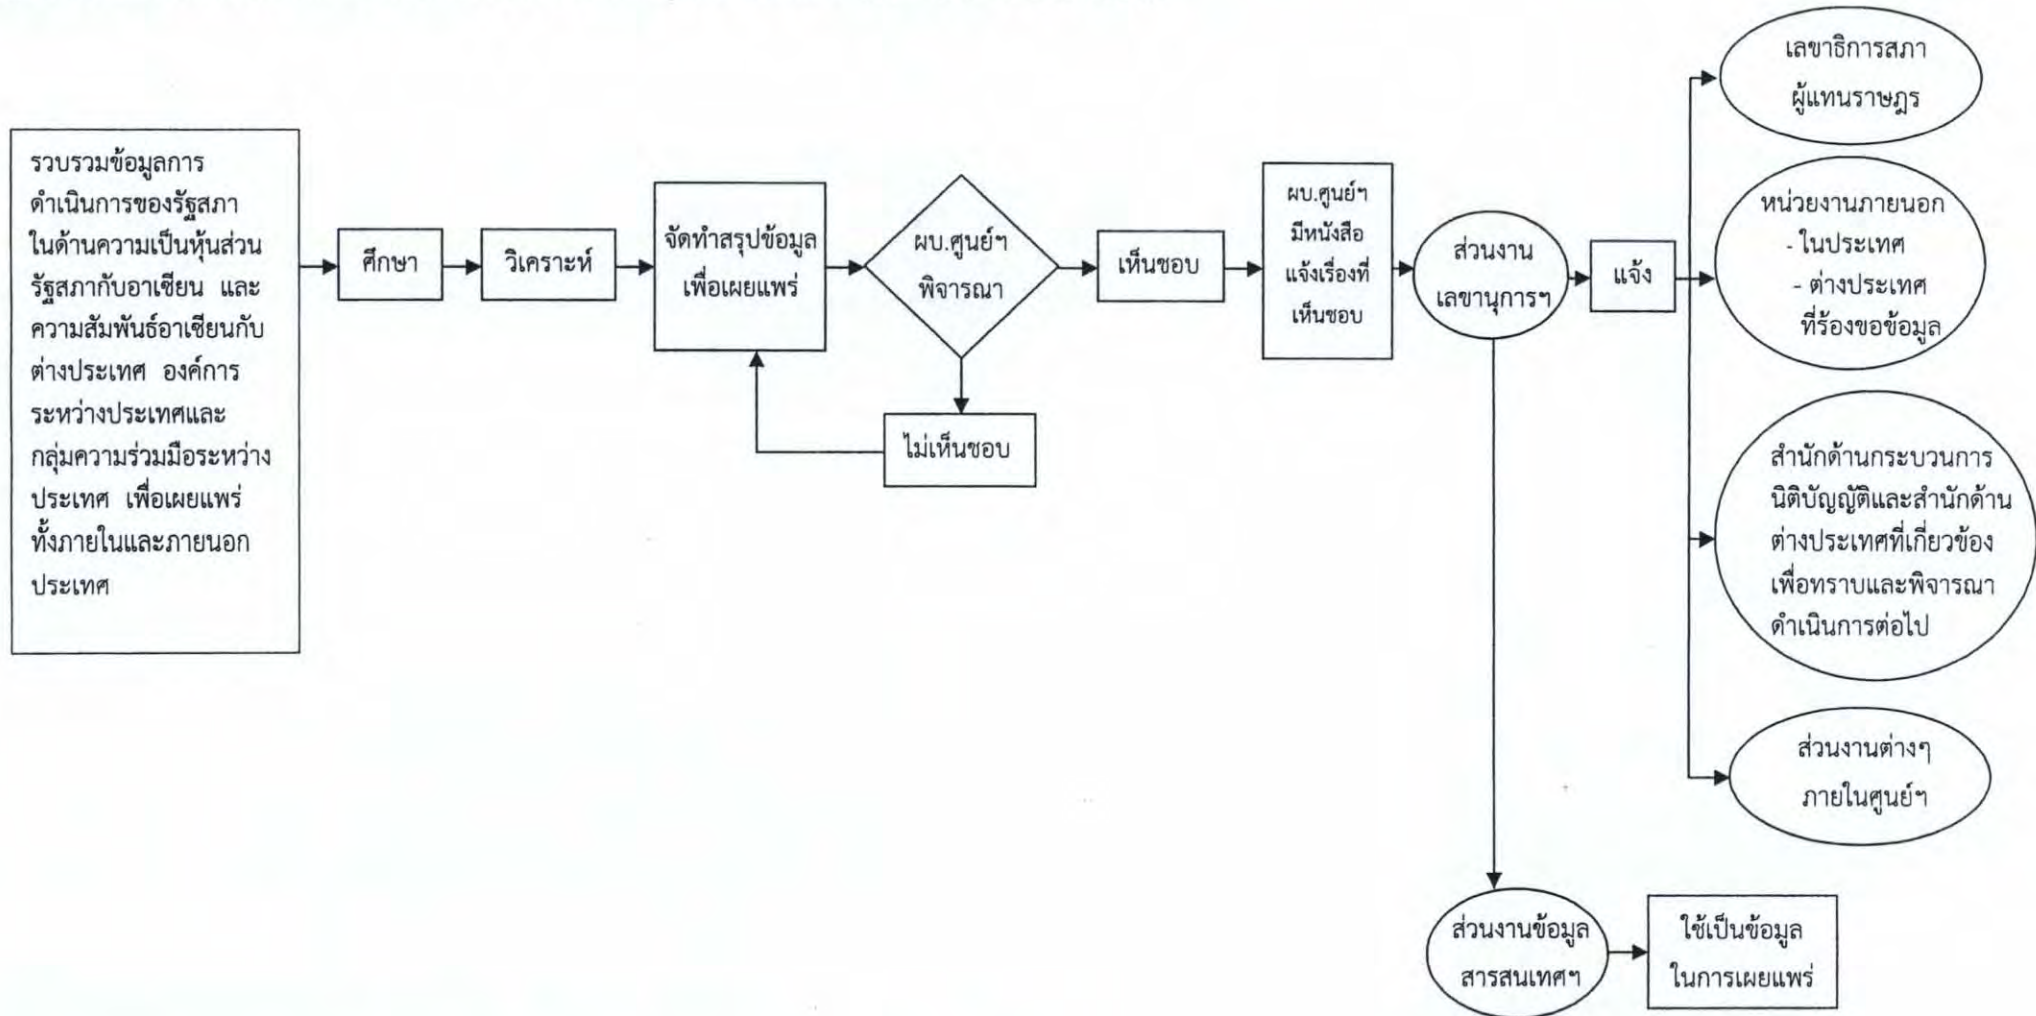 รวบรวมข้อมูลการ
ดำเนินการของรัฐสภา
ในด้านความเป็นหุ้นส่วน
รัฐสภากับอาเซียน และ
ความสัมพันธ์อาเซียนกับ
ต่างประเทศ องค์การ
ระหว่างประเทศและ
กลุ่มความร่วมมือระหว่าง
ประเทศ เพื่อเผยแพร่
ทั้งภายในและภายนอก
ประเทศ
ศึกษา
วิเคราะห์
จัดทำสรุปข้อมูล
เพื่อเผยแพร่
ผบ.ศูนย์ฯ
พิจารณา
ไม่เห็นชอบ
เห็นชอบ
ผบ.ศูนย์ฯ
มีหนังสือ
แจ้งเรื่องที่
เห็นชอบ
ส่วนงาน
เลขานุการฯ
แจ้ง
เลขาธิการสภา
ผู้แทนราษฎร
หน่วยงานภายนอก
- ในประเทศ
- ต่างประเทศ
ที่ร้องขอข้อมูล
สำนักด้านกระบวนการ
นิติบัญญัติและสำนักด้าน
ต่างประเทศที่เกี่ยวข้อง
เพื่อทราบและพิจารณา
ดำเนินการต่อไป
ส่วนงานต่างๆ
ภายในศูนย์ฯ
ส่วนงานข้อมูล
สารสนเทศฯ
ใช้เป็นข้อมูล
ในการเผยแพร่